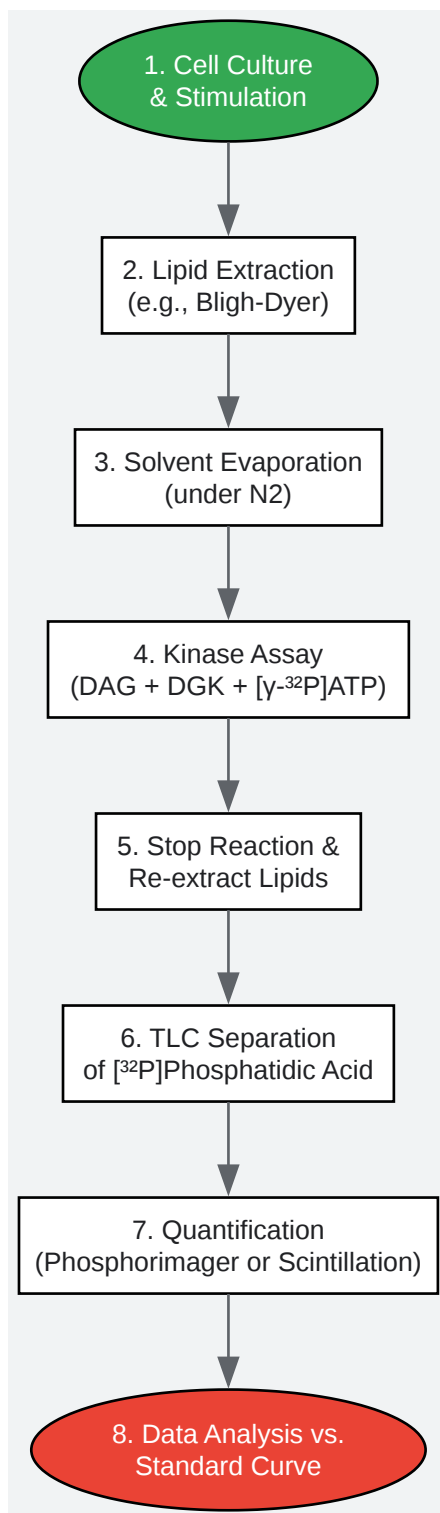 1. Cell Culture
& Stimulation
2. Lipid Extraction
(e.g., Bligh-Dyer)
3. Solvent Evaporation
(under N2)
4. Kinase Assay
(DAG + DGK + [γ-³²P]ATP)
5. Stop Reaction &
Re-extract Lipids
6. TLC Separation
of [³²P]Phosphatidic Acid
7. Quantification
(Phosphorimager or Scintillation)
8. Data Analysis vs.
Standard Curve